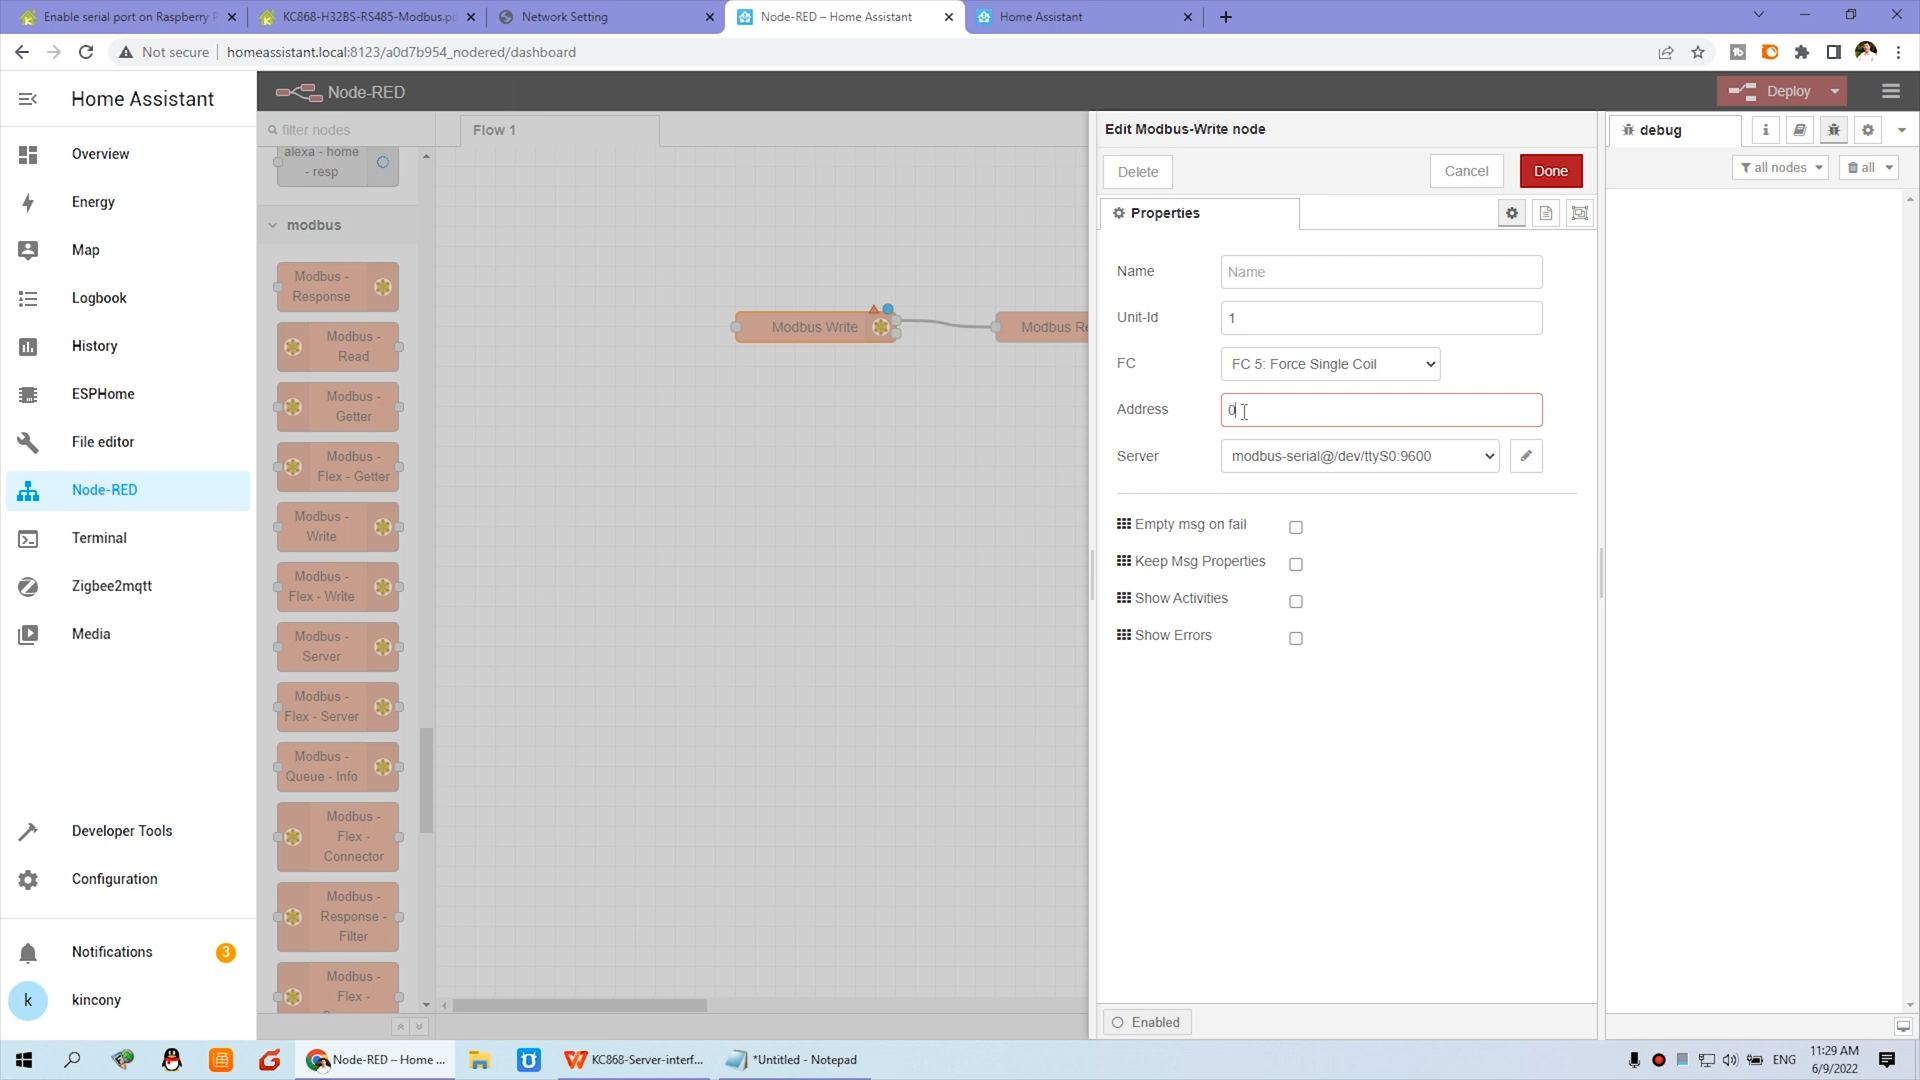 Enable serial port on Raspberry P
KC868-H32BS-RS485-Modbus.pd
Network Setting
Node-RED – Home Assistant
Home Assistant
Not secure
homeassistant.local:8123/a0d7b954_nodered/dashboard
Home Assistant
Overview
Energy
Map
Logbook
History
ESPHome
File editor
Node-RED
Terminal
Zigbee2mqtt
Media
Developer Tools
Configuration
Notifications
3
k
kincony
Node-RED
Deploy
filter nodes
alexa - home
- resp
modbus
Modbus -
Response
Modbus -
Read
Modbus -
Getter
Modbus -
Flex - Getter
Modbus -
Write
Modbus -
Flex - Write
Modbus -
Server
Modbus -
Flex - Server
Modbus -
Queue - Info
Modbus -
Flex -
Connector
Modbus -
Response -
Filter
Modbus -
Flex -
Flow 1
Modbus Write
Modbus Re
Edit Modbus-Write node
Delete
Cancel
Done
Properties
Name
Name
Unit-Id
1
FC
FC 5: Force Single Coil
Address
0
Server
modbus-serial@/dev/ttyS0:9600
Empty msg on fail
Keep Msg Properties
Show Activities
Show Errors
Enabled
debug
all nodes
all
Node-RED – Home ...
KC868-Server-interf...
*Untitled - Notepad
ENG
11:29 AM
6/9/2022